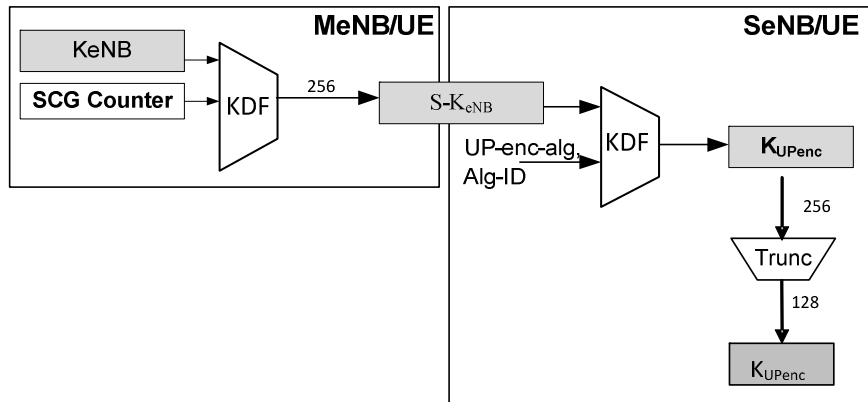 MeNB/UE
KeNB
SCG Counter
KDF
256
S-KeNB
SeNB/UE
UP-enc-alg,
Alg-ID
KDF
KUPenc
256
Trunc
128
KUPenc